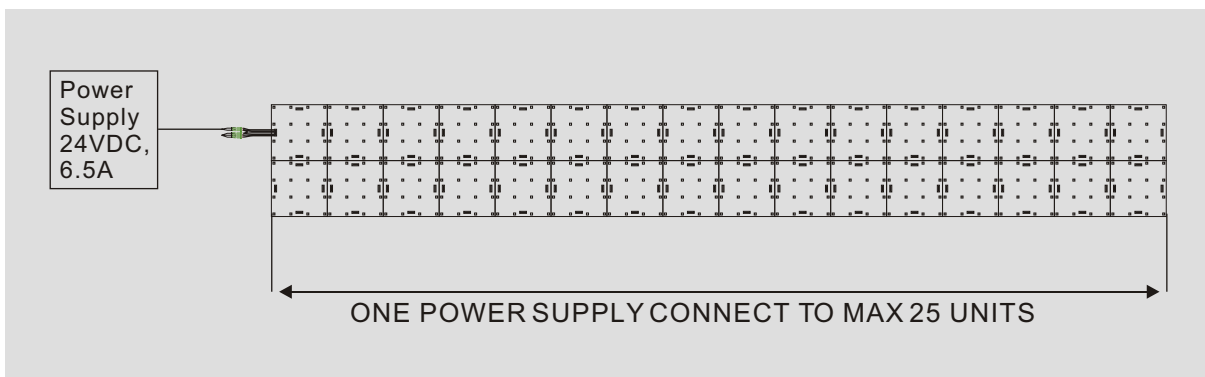 Power
Supply
24VDC,
6.5A
ONE POWER SUPPLY CONNECT TO MAX 25 UNITS